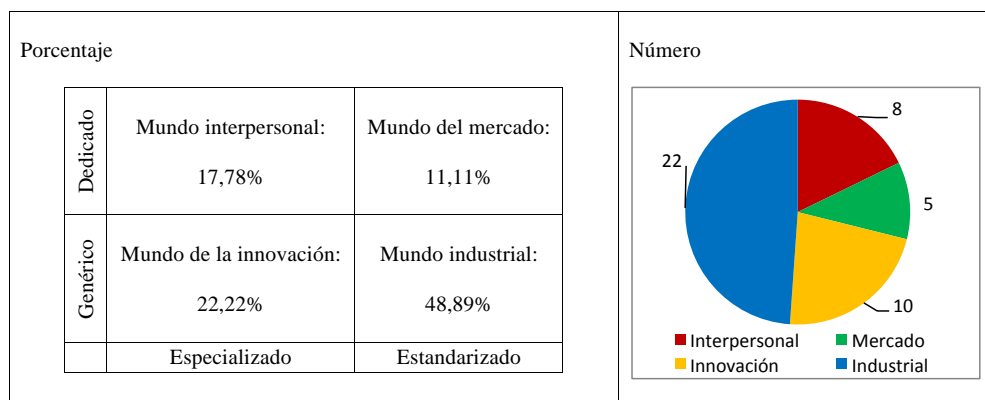 Porcentaje
Dedicado
Mundo interpersonal:
17,78%
Mundo del mercado:
11,11%
Genérico
Mundo de la innovación:
22,22%
Mundo industrial:
48,89%
Especializado
Estandarizado
Número
8
22
5
10
Interpersonal
Mercado
Innovación
Industrial